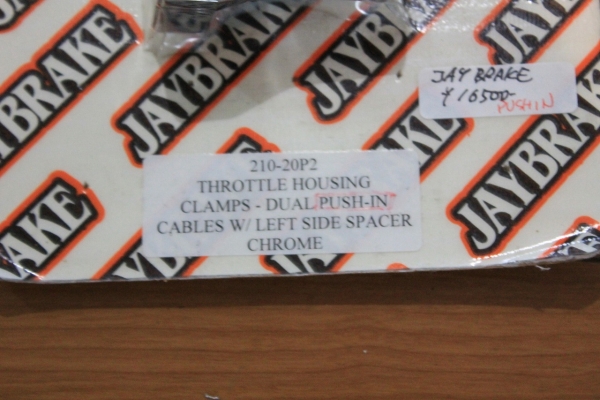 JAYBRAKE
JAYBRAKE
JAYBRAKE
JAYBRAKE
JAYBRAKE
JAY BRAKE
¥16500-
PUSH IN
210-20P2
THROTTLE HOUSING
CLAMPS - DUAL PUSH-IN
CABLES W/ LEFT SIDE SPACER
CHROME